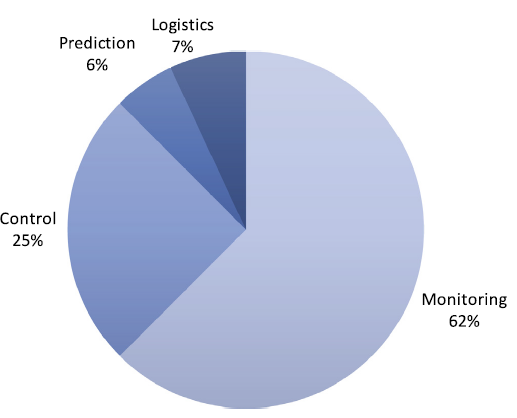 Logistics
7%
Prediction
6%
Control
25%
Monitoring
62%